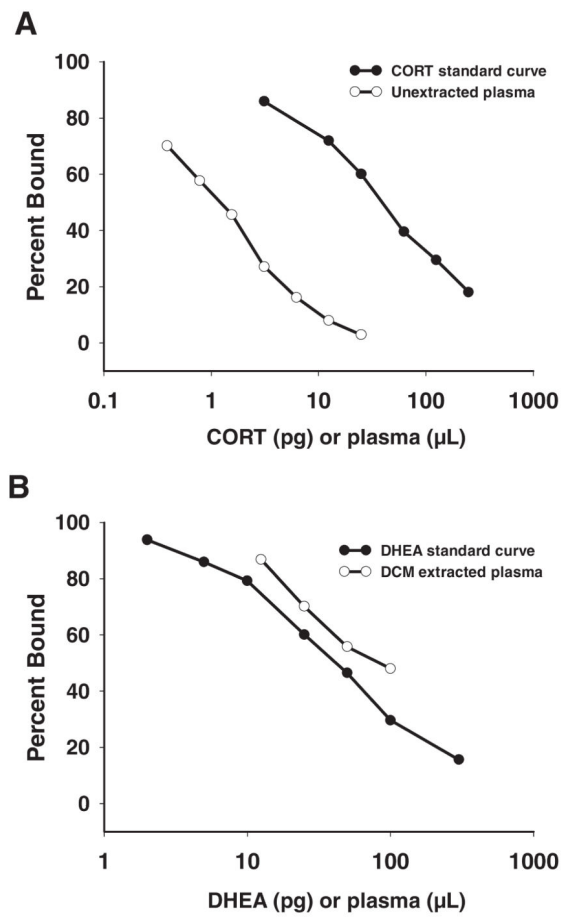 A
100
80
60
40
20
0
Percent Bound
CORT standard curve
Unextracted plasma
0.1 1 10 100 1000
CORT (pg) or plasma (µL)
B
100
80
60
40
20
0
Percent Bound
DHEA standard curve
DCM extracted plasma
1 10 100 1000
DHEA (pg) or plasma (µL)